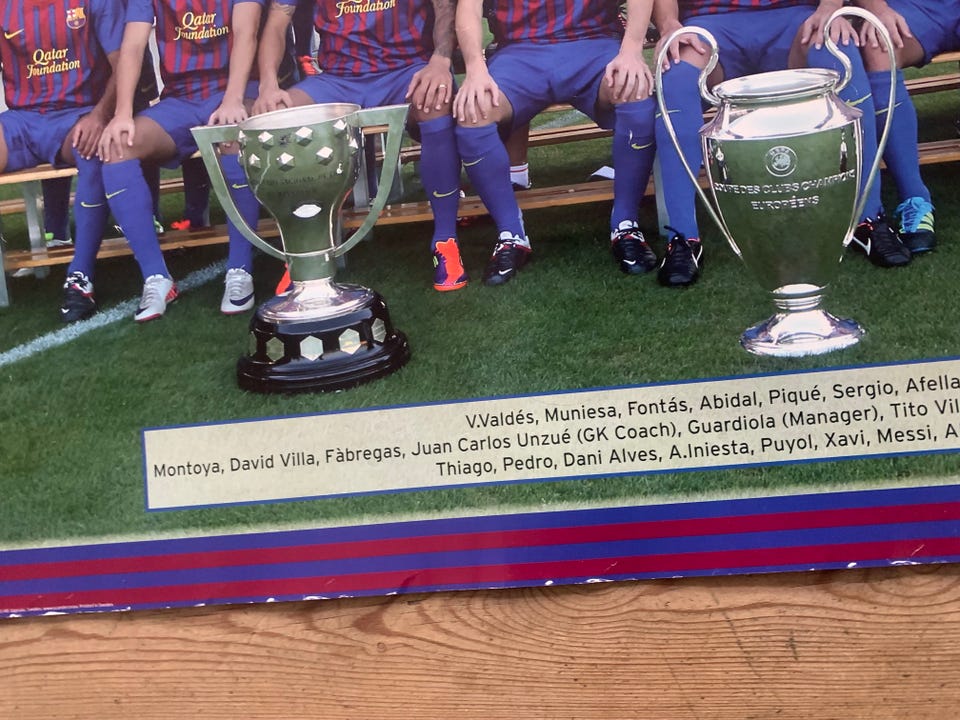 Qatar
Foundation
Qatar
Foundation
Foundation
COUPE DES CLUBS CHAMPION
EUROPÉENS
V.Valdés, Muniesa, Fontás, Abidal, Piqué, Sergio, Afella
Montoya, David Villa, Fàbregas, Juan Carlos Unzué (GK Coach), Guardiola (Manager), Tito Vil
Thiago, Pedro, Dani Alves, A.Iniesta, Puyol, Xavi, Messi, A